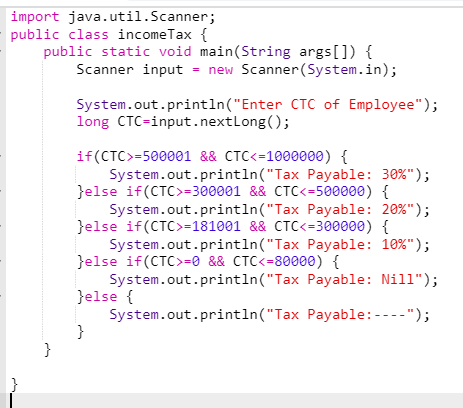 import java.util.Scanner;
public class incomeTax {
    public static void main(String args[]) {
        Scanner input = new Scanner(System.in);

        System.out.println("Enter CTC of Employee");
        long CTC=input.nextLong();

        if(CTC>=500001 && CTC<=1000000) {
            System.out.println("Tax Payable: 30%");
        }else if(CTC>=300001 && CTC<=500000) {
            System.out.println("Tax Payable: 20%");
        }else if(CTC>=181001 && CTC<=300000) {
            System.out.println("Tax Payable: 10%");
        }else if(CTC>=0 && CTC<=80000) {
            System.out.println("Tax Payable: Nill");
        }else {
            System.out.println("Tax Payable:----");
        }
    }

}